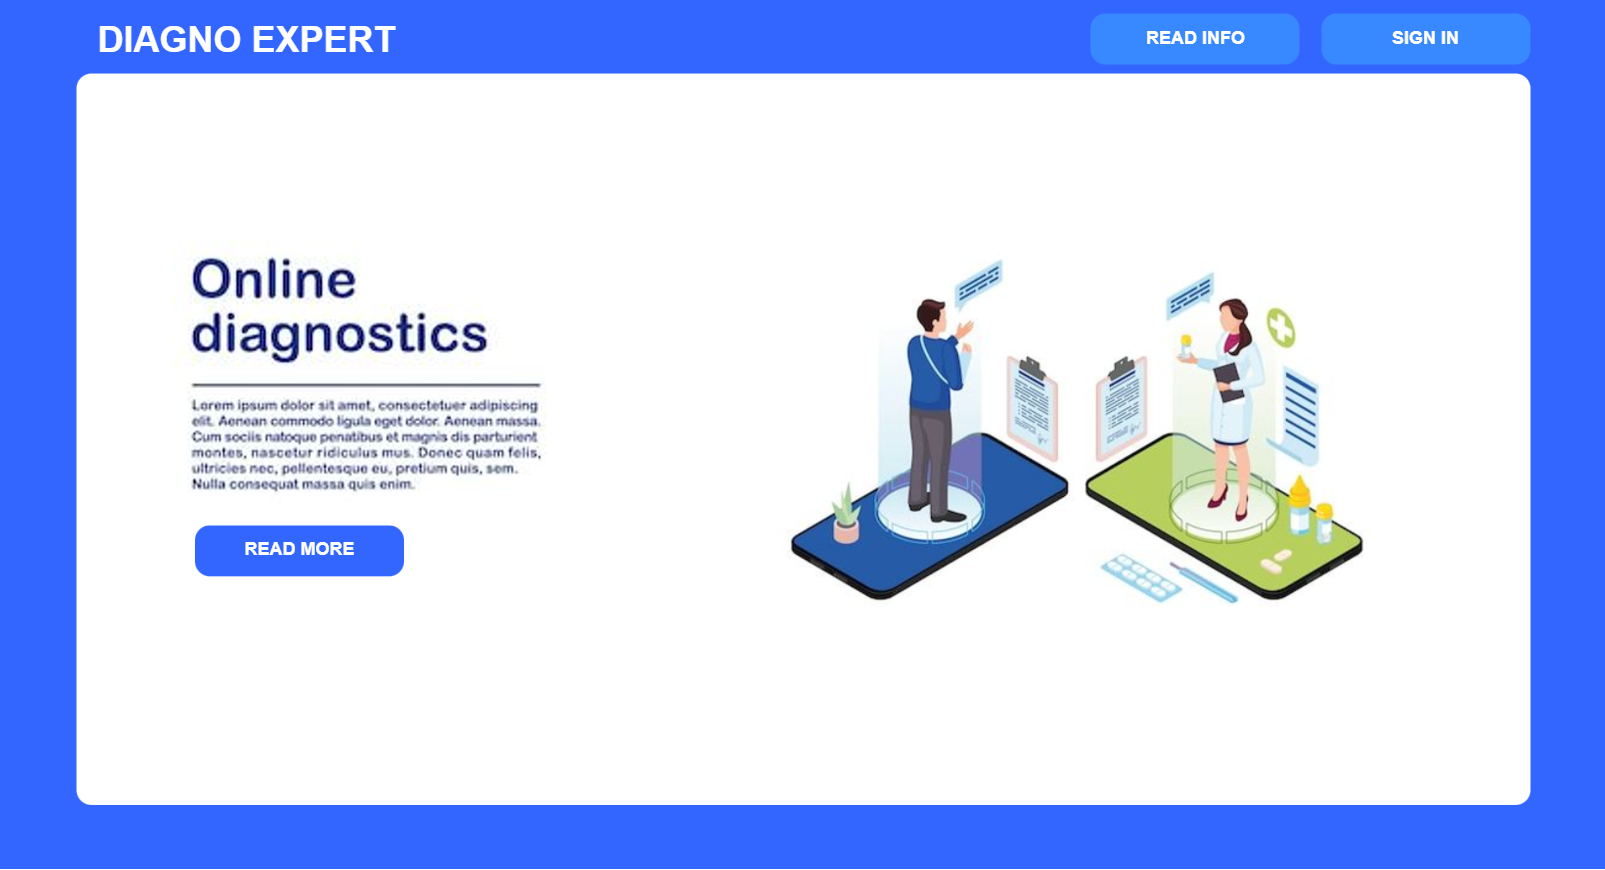 DIAGNO EXPERT
READ INFO
SIGN IN
Online
diagnostics
Lorem ipsum dolor sit amet, consectetuer adipiscing
elit. Aenean commodo ligula eget dolor. Aenean massa.
Cum sociis natoque penatibus et magnis dis parturient
montes, nascetur ridiculus mus. Donec quam felis,
ultricies nec, pellentesque eu, pretium quis, sem.
Nulla consequat massa quis enim.
READ MORE